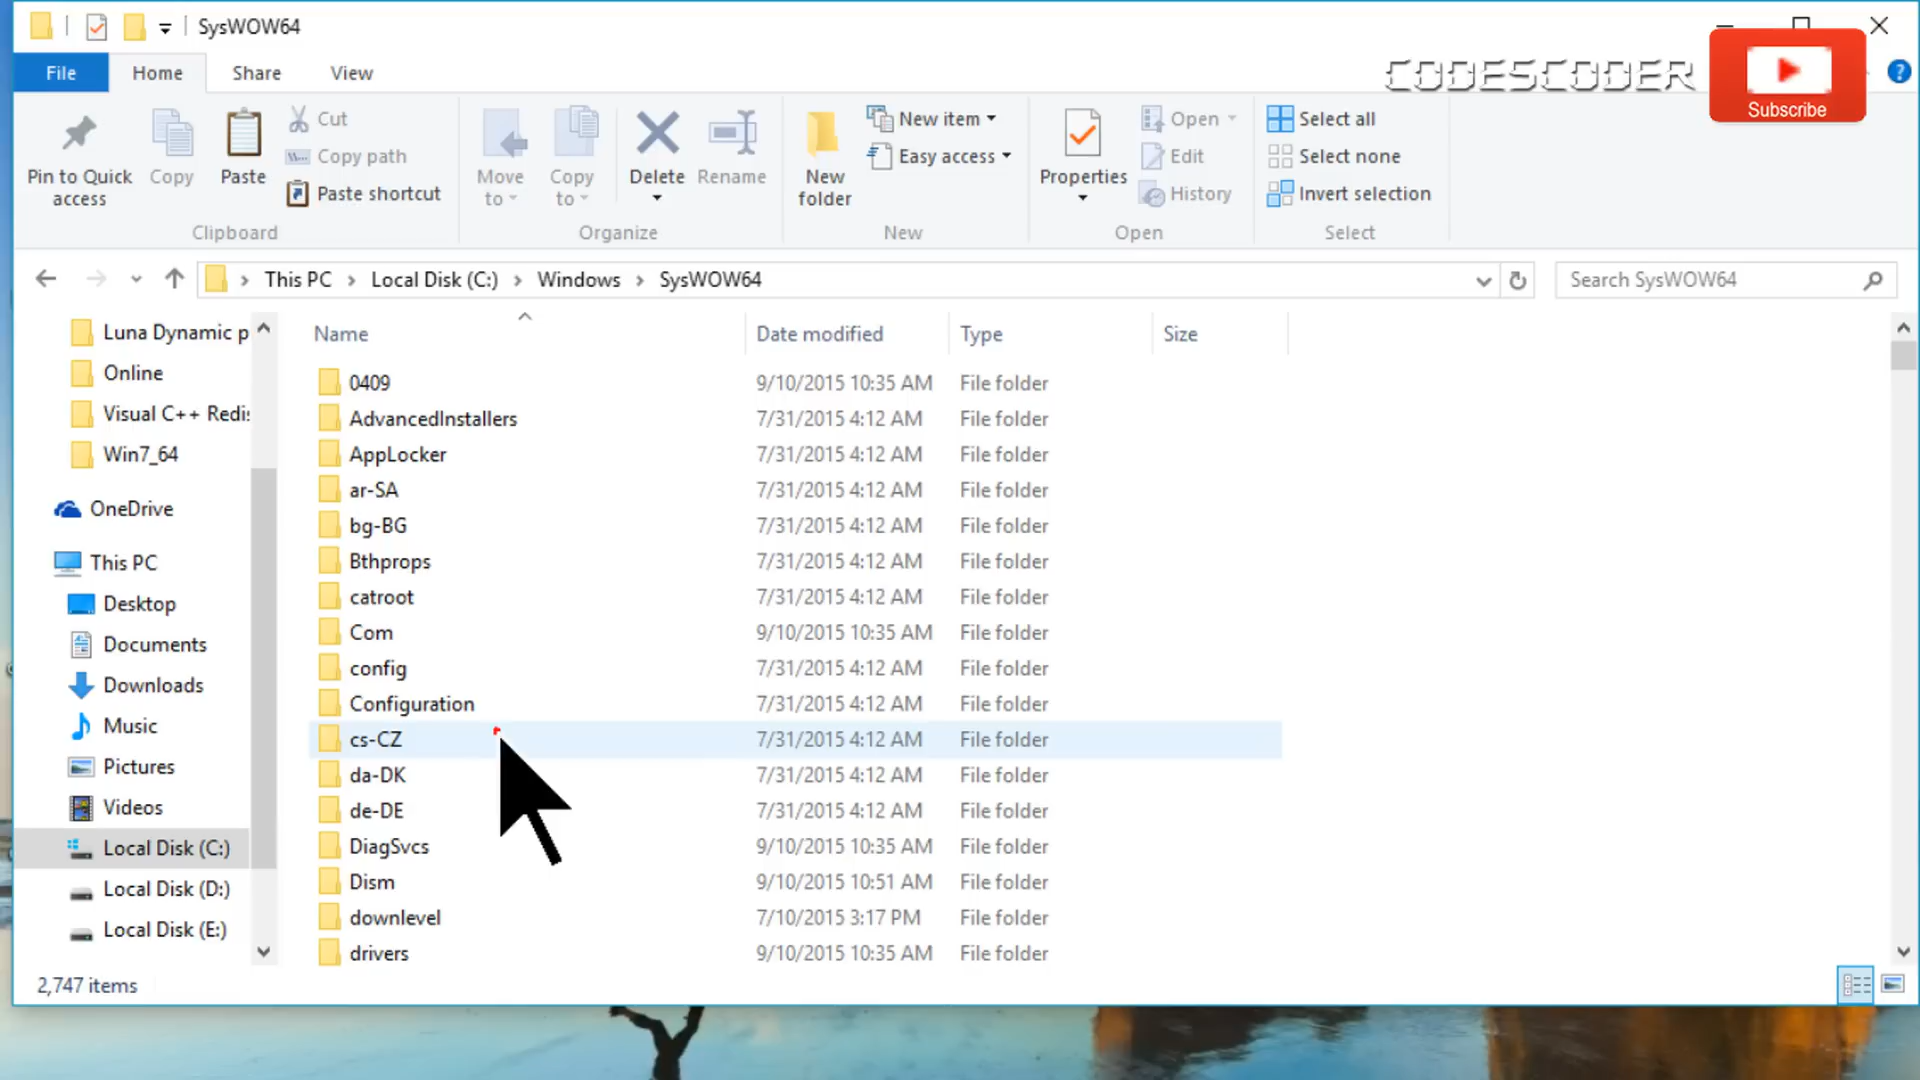 SysWOW64
File Home Share View
CODESCODER
Subscribe
Pin to Quick access
Copy
Paste
Cut
Copy path
Paste shortcut
Clipboard
Move to
Copy to
Delete
Rename
Organize
New folder
New item
Easy access
New
Properties
Open
Edit
History
Open
Select all
Select none
Invert selection
Select
This PC > Local Disk (C:) > Windows > SysWOW64
Search SysWOW64
Luna Dynamic p
Online
Visual C++ Redis
Win7_64
OneDrive
This PC
Desktop
Documents
Downloads
Music
Pictures
Videos
Local Disk (C:)
Local Disk (D:)
Local Disk (E:)
Name Date modified Type Size
0409 9/10/2015 10:35 AM File folder
AdvancedInstallers 7/31/2015 4:12 AM File folder
AppLocker 7/31/2015 4:12 AM File folder
ar-SA 7/31/2015 4:12 AM File folder
bg-BG 7/31/2015 4:12 AM File folder
Bthprops 7/31/2015 4:12 AM File folder
catroot 7/31/2015 4:12 AM File folder
Com 9/10/2015 10:35 AM File folder
config 7/31/2015 4:12 AM File folder
Configuration 7/31/2015 4:12 AM File folder
cs-CZ 7/31/2015 4:12 AM File folder
da-DK 7/31/2015 4:12 AM File folder
de-DE 7/31/2015 4:12 AM File folder
DiagSvcs 9/10/2015 10:35 AM File folder
Dism 9/10/2015 10:51 AM File folder
downlevel 7/10/2015 3:17 PM File folder
drivers 9/10/2015 10:35 AM File folder
2,747 items